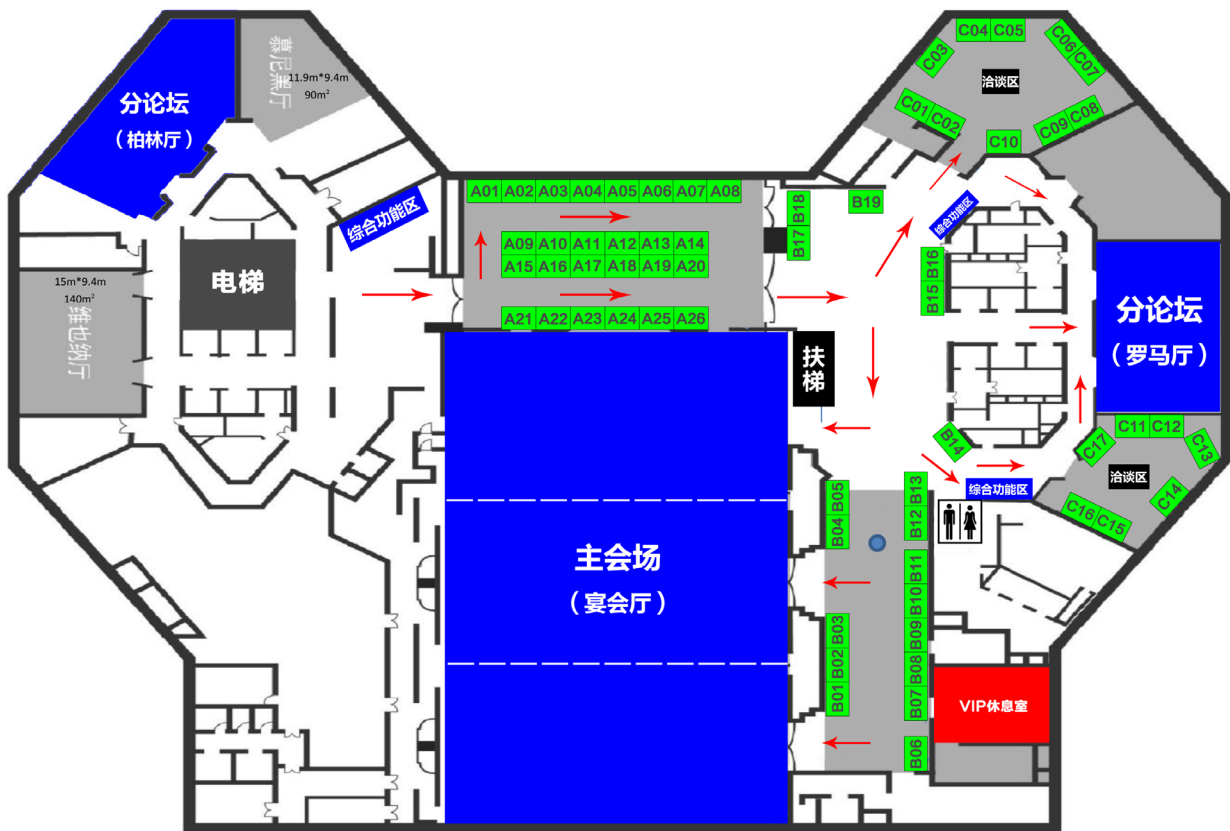 分论坛
（柏林厅）
慕尼黑厅
11.9m*9.4m
90m²
综合功能区
电梯
15m*9.4m
140m²
维也纳厅
A01 A02 A03 A04 A05 A06 A07 A08
A09 A10 A11 A12 A13 A14
A15 A16 A17 A18 A19 A20
A21 A22 A23 A24 A25 A26
主会场
（宴会厅）
扶梯
B17 B18
B19
B15 B16
综合功能区
C01 C02
C03
C04 C05
C06 C07
洽谈区
C09 C08
C10
分论坛
（罗马厅）
B14
C17
C11 C12
C13
洽谈区
C14
C16 C15
综合功能区
B04 B05
B12 B13
B01 B02 B03
B07 B08 B09 B10 B11
B06
VIP休息室